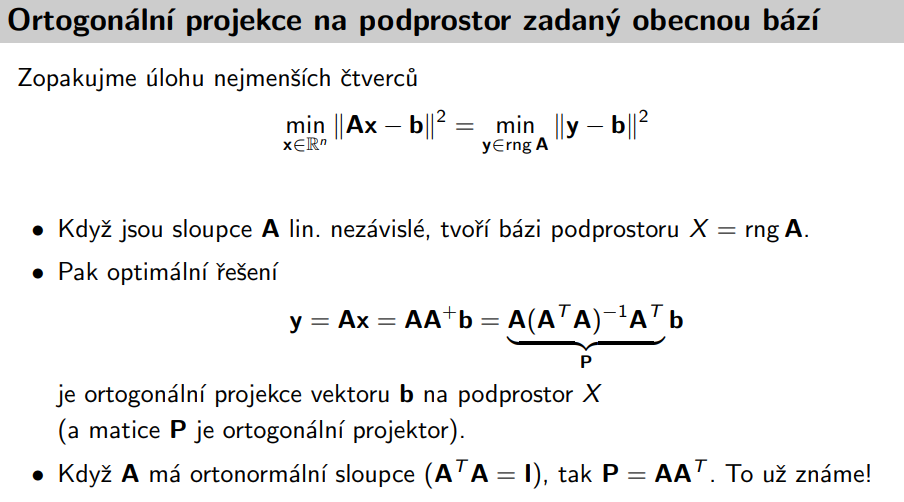 Ortogonální projekce na podprostor zadaný obecnou bází
Zopakujme úlohu nejmenších čtverců
min_{x∈ℝⁿ} ‖Ax − b‖² = min_{y∈rng A} ‖y − b‖²
• Když jsou sloupce A lin. nezávislé, tvoří bázi podprostoru X = rng A.
• Pak optimální řešení
y = Ax = AA⁺b = A(AᵀA)⁻¹Aᵀ b
P
je ortogonální projekce vektoru b na podprostor X
(a matice P je ortogonální projektor).
• Když A má ortonormální sloupce (AᵀA = I), tak P = AAᵀ. To už známe!